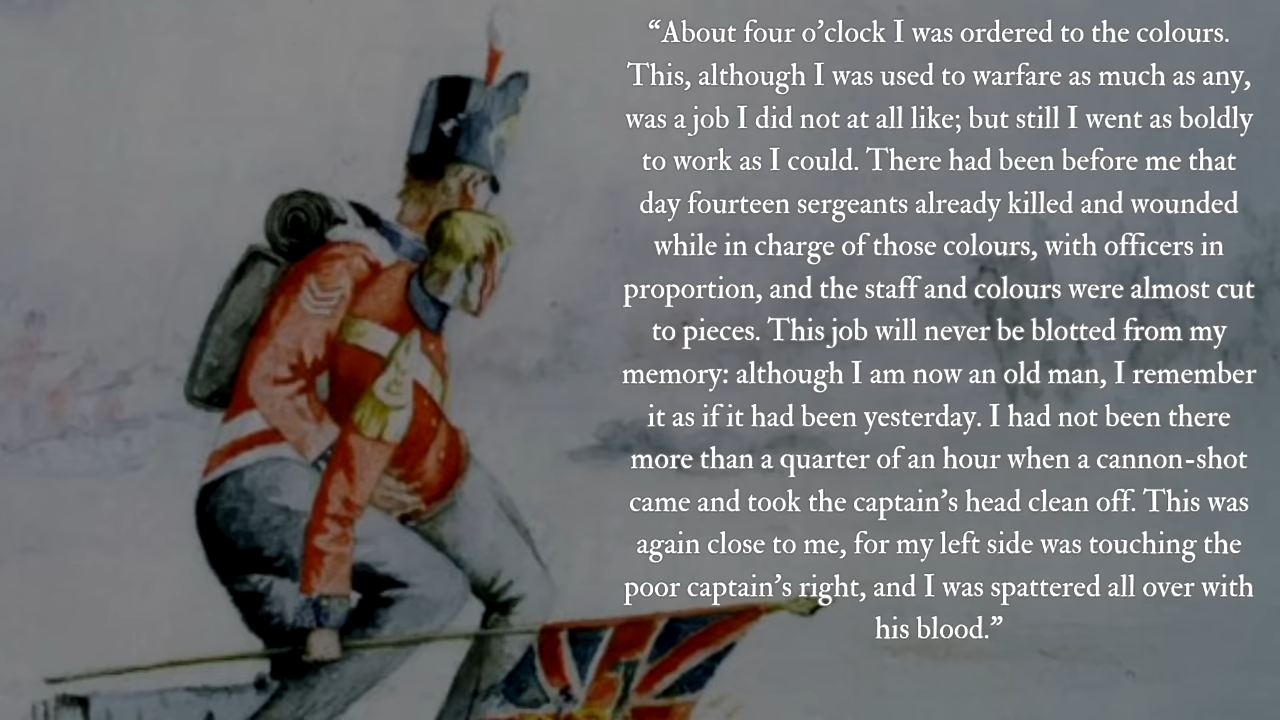 “About four o’clock I was ordered to the colours.
This, although I was used to warfare as much as any,
was a job I did not at all like; but still I went as boldly
to work as I could. There had been before me that
day fourteen sergeants already killed and wounded
while in charge of those colours, with officers in
proportion, and the staff and colours were almost cut
to pieces. This job will never be blotted from my
memory: although I am now an old man, I remember
it as if it had been yesterday. I had not been there
more than a quarter of an hour when a cannon-shot
came and took the captain’s head clean off. This was
again close to me, for my left side was touching the
poor captain’s right, and I was spattered all over with
his blood.”